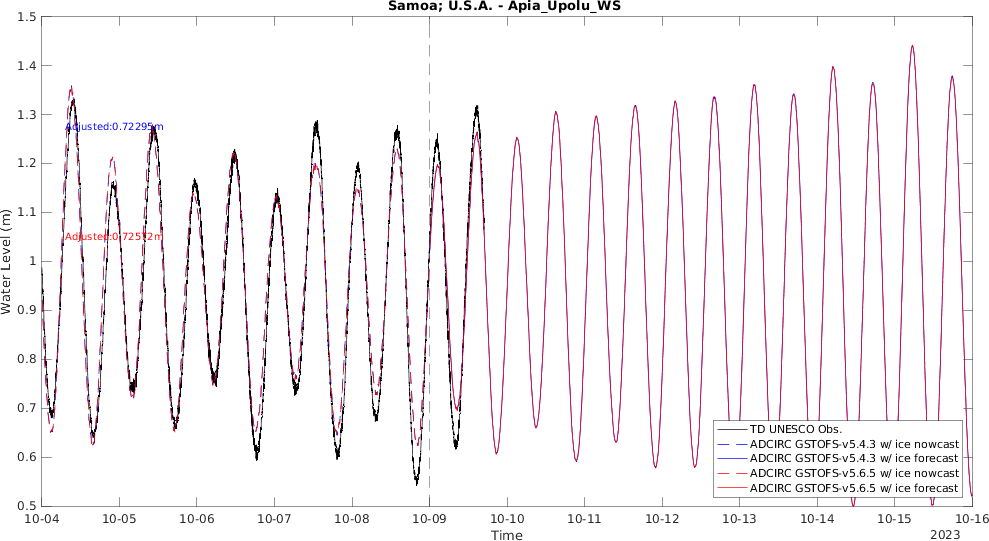 Samoa; U.S.A. - Apia_Upolu_WS
1.5
1.4
1.3
1.2
1.1
1
0.9
0.8
0.7
0.6
0.5
Water Level (m)
Adjusted:0.72295m
Adjusted:0.72572m
TD UNESCO Obs.
ADCIRC GSTOFS-v5.4.3 w/ ice nowcast
ADCIRC GSTOFS-v5.4.3 w/ ice forecast
ADCIRC GSTOFS-v5.6.5 w/ ice nowcast
ADCIRC GSTOFS-v5.6.5 w/ ice forecast
10-04 10-05 10-06 10-07 10-08 10-09 10-10 10-11 10-12 10-13 10-14 10-15 10-16
Time
2023